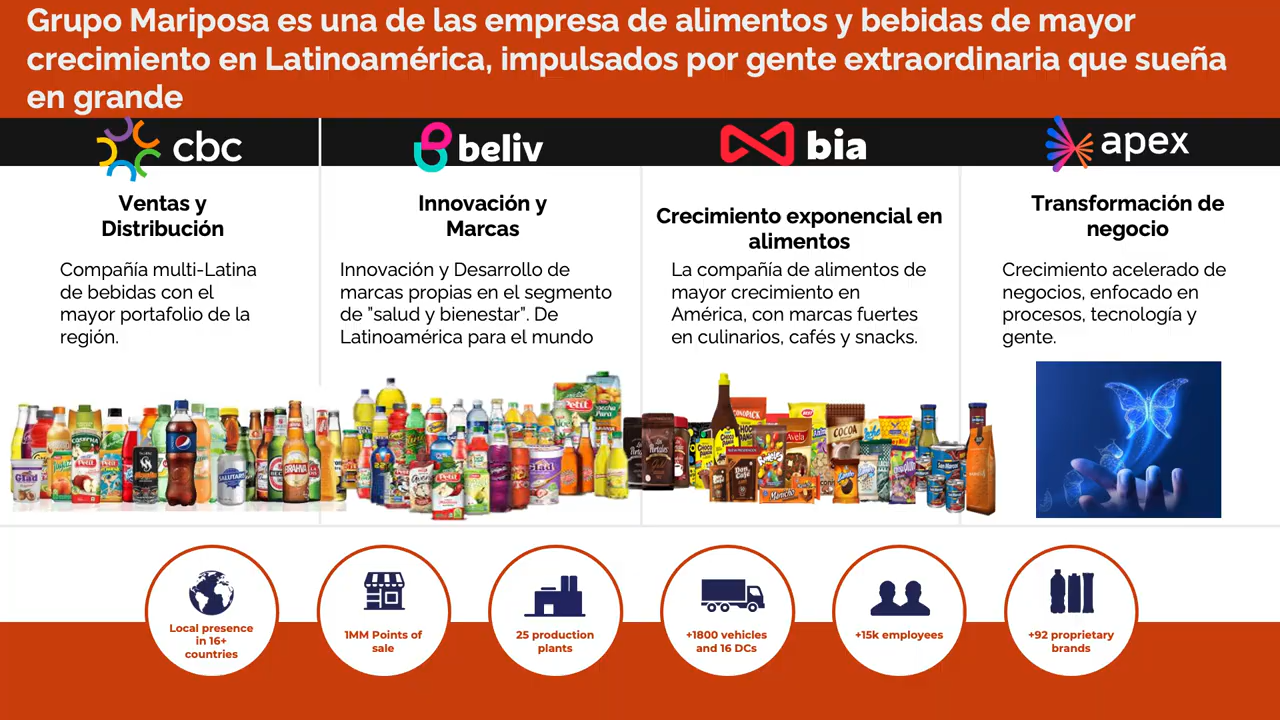 Grupo Mariposa es una de las empresa de alimentos y bebidas de mayor
crecimiento en Latinoamérica, impulsados por gente extraordinaria que sueña
en grande
cbc
Ventas y
Distribución
Compañía multi-Latina
de bebidas con el
mayor portafolio de la
región.
beliv
Innovación y
Marcas
Innovación y Desarrollo de
marcas propias en el segmento
de ”salud y bienestar”. De
Latinoamérica para el mundo
bia
Crecimiento exponencial en
alimentos
La compañía de alimentos de
mayor crecimiento en
América, con marcas fuertes
en culinarios, cafés y snacks.
apex
Transformación de
negocio
Crecimiento acelerado de
negocios, enfocado en
procesos, tecnología y
gente.
pepsi
Petit
Petit
COCOA
Avela
Local presence
in 16+
countries
1MM Points of
sale
25 production
plants
+1800 vehicles
and 16 DCs
+15k employees
+92 proprietary
brands